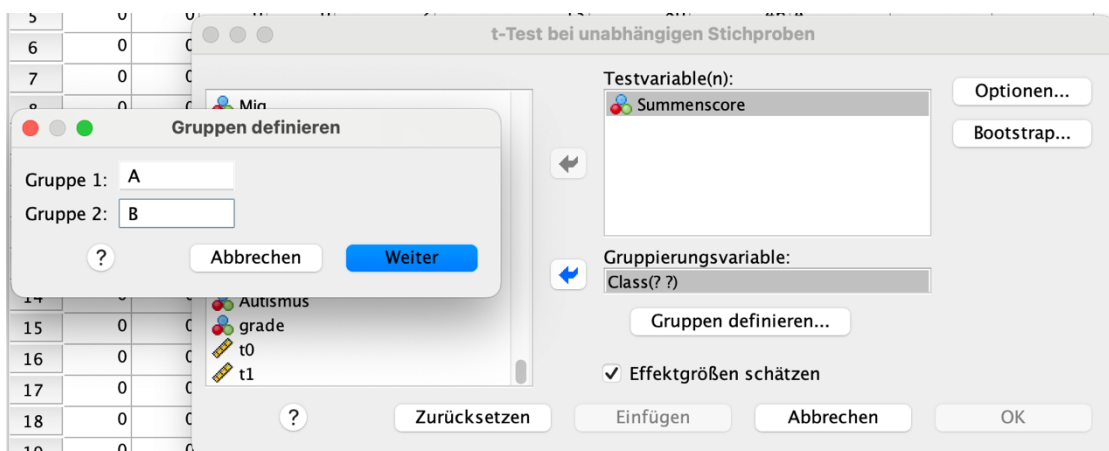 5 0 0
t-Test bei unabhängigen Stichproben
6 0
7 0
Testvariable(n):
Optionen...
Mig
Summenscore
Bootstrap...
Gruppen definieren
Gruppe 1: A
Gruppe 2: B
? Abbrechen Weiter
Gruppierungsvariable:
Class(? ?)
14
Autismus
Gruppen definieren...
15 0
grade
16 0
t0
Effektgrößen schätzen
17 0
t1
18 0
? Zurücksetzen Einfügen Abbrechen OK
19 0